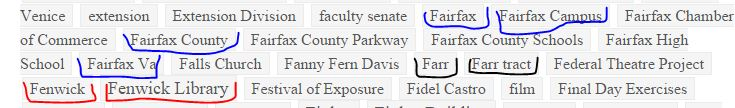 Venice extension Extension Division faculty senate Fairfax Fairfax Campus Fairfax Chamber
of Commerce Fairfax County Fairfax County Parkway Fairfax County Schools Fairfax High
School Fairfax Va Falls Church Fanny Fern Davis Farr Farr tract Federal Theatre Project
Fenwick Fenwick Library Festival of Exposure Fidel Castro film Final Day Exercises